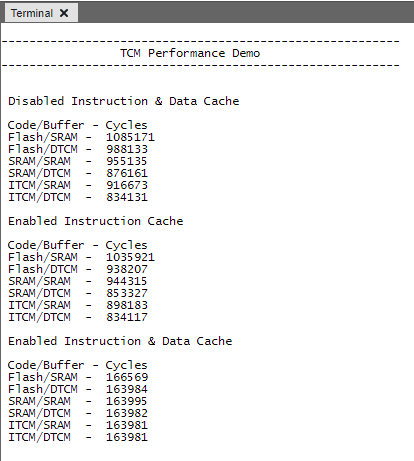 Terminal
TCM Performance Demo
Disabled Instruction & Data Cache
Code/Buffer - Cycles
Flash/SRAM - 1085171
Flash/DTCM - 988133
SRAM/SRAM - 955135
SRAM/DTCM - 876161
ITCM/SRAM - 916673
ITCM/DTCM - 834131
Enabled Instruction Cache
Code/Buffer - Cycles
Flash/SRAM - 1035921
Flash/DTCM - 938207
SRAM/SRAM - 944315
SRAM/DTCM - 853327
ITCM/SRAM - 898183
ITCM/DTCM - 834117
Enabled Instruction & Data Cache
Code/Buffer - Cycles
Flash/SRAM - 166569
Flash/DTCM - 163984
SRAM/SRAM - 163995
SRAM/DTCM - 163982
ITCM/SRAM - 163981
ITCM/DTCM - 163981